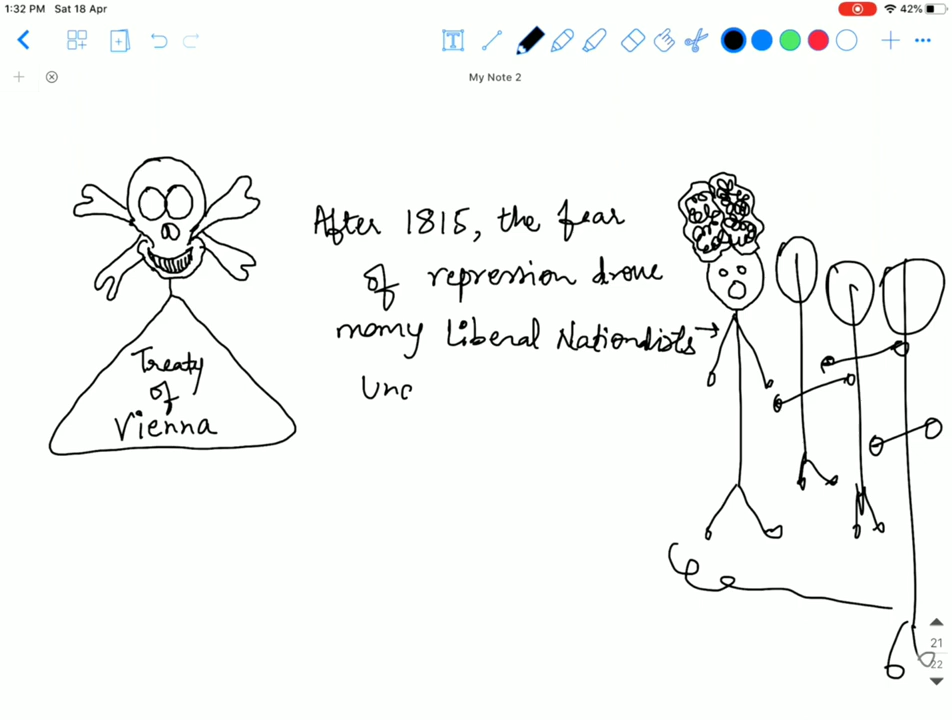 1:32 PM Sat 18 Apr
42%
My Note 2
Treaty
of
Vienna
After 1815, the fear
of repression drove
many Liberal Nationalists
Unc
21
22